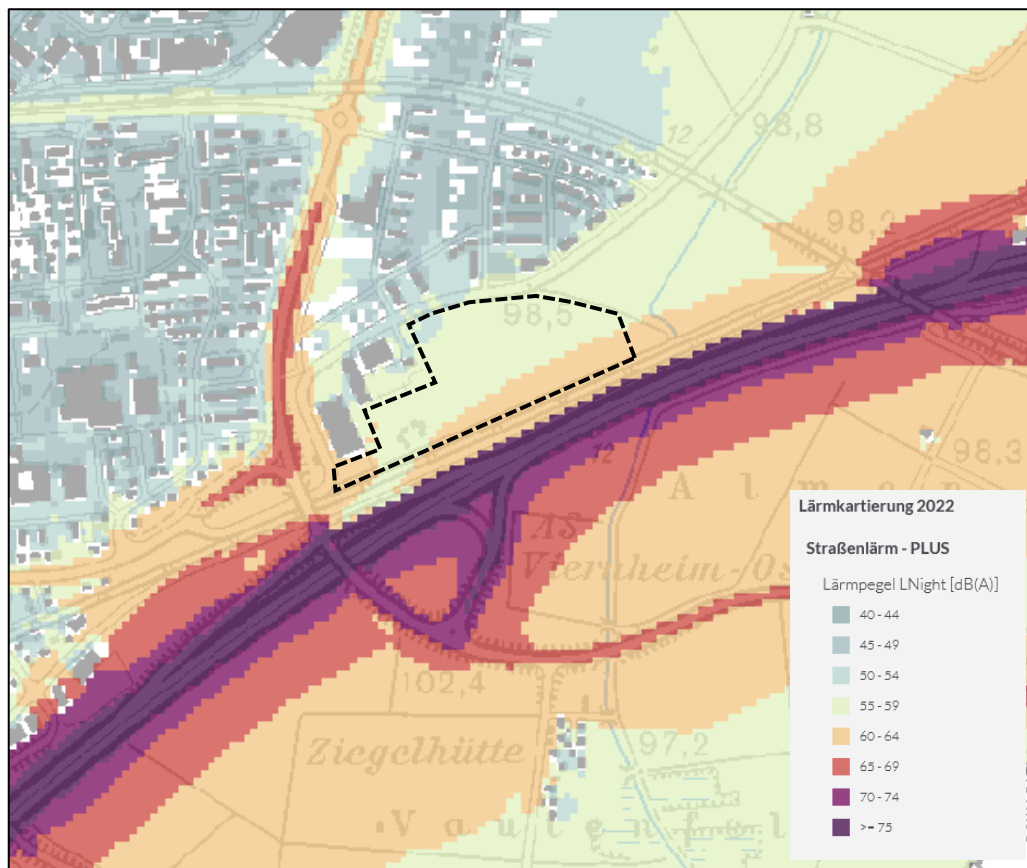 12
93,8
98,2
98,5
12
98,3
A l m e n
AS
Viernheim-Os
102,4
Ziegelhütte
97,2
Lärmkartierung 2022
Straßenlärm - PLUS
Lärmpegel LNight [dB(A)]
40 - 44
45 - 49
50 - 54
55 - 59
60 - 64
65 - 69
70 - 74
>= 75